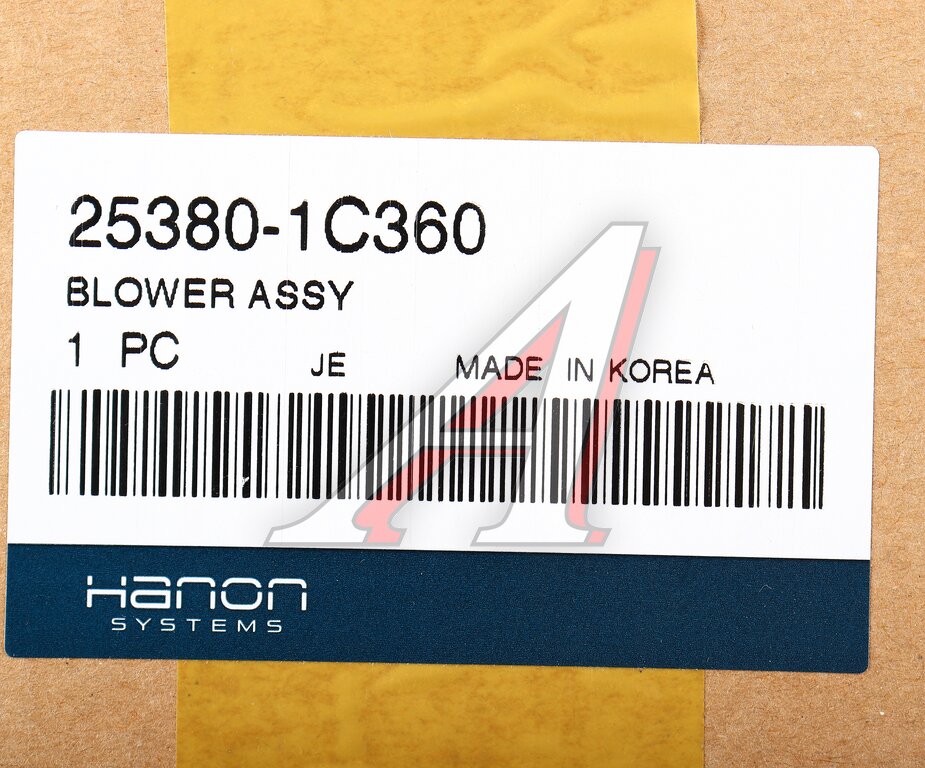 25380-1C360
BLOWER ASSY
1 PC JE MADE IN KOREA
Hanon
SYSTEMS